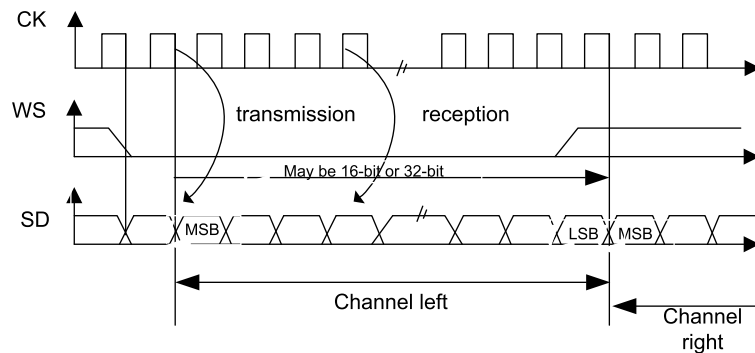 CK
WS
transmission
reception
May be 16-bit or 32-bit
SD
MSB
LSB
MSB
Channel left
Channel
right